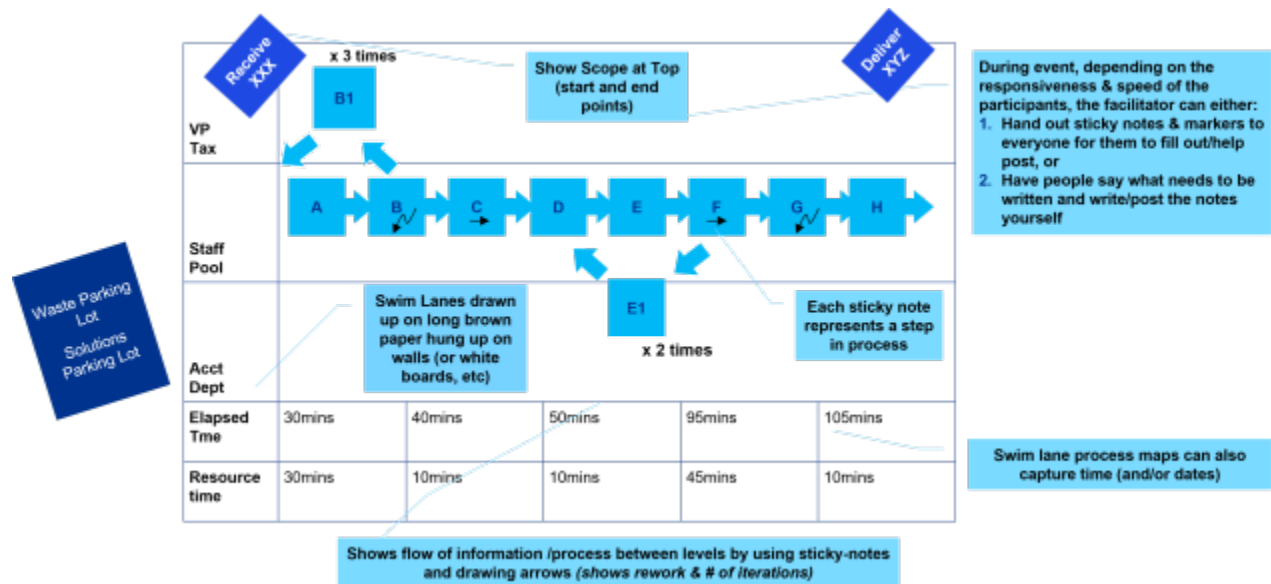 Receive
XXX
x 3 times
B1
Show Scope at Top
(start and end
points)
Deliver
XYZ
During event, depending on the
responsiveness & speed of the
participants, the facilitator can either:
1. Hand out sticky notes & markers to
everyone for them to fill out/help
post, or
2. Have people say what needs to be
written and write/post the notes
yourself
VP
Tax
A
B
C
D
E
F
G
H
Staff
Pool
Waste Parking
Lot
Solutions
Parking Lot
Swim Lanes drawn
up on long brown
paper hung up on
walls (or white
boards, etc)
E1
x 2 times
Each sticky note
represents a step
in process
Acct
Dept
Elapsed
Tme
30mins
40mins
50mins
95mins
105mins
Resource
time
30mins
10mins
10mins
45mins
10mins
Swim lane process maps can also
capture time (and/or dates)
Shows flow of information /process between levels by using sticky-notes
and drawing arrows (shows rework & # of iterations)